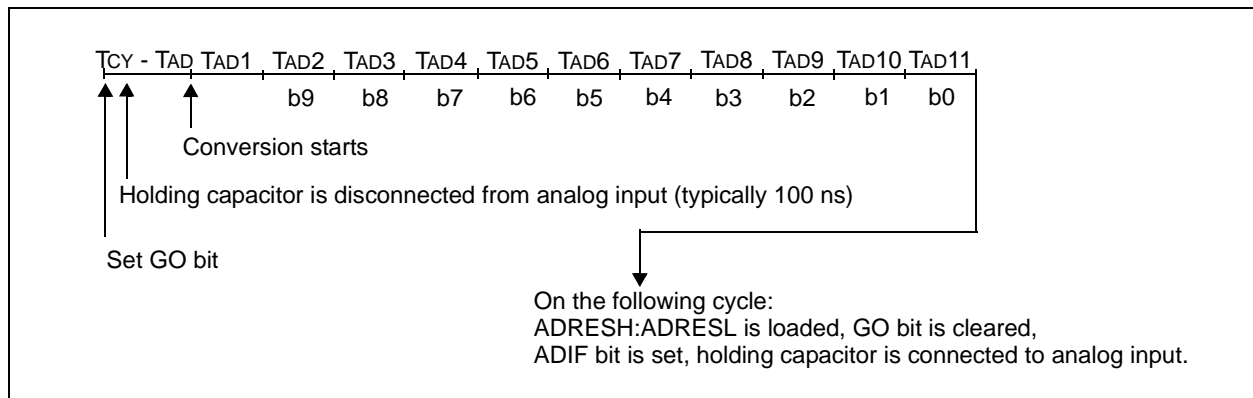 TCY - TAD TAD1 TAD2 TAD3 TAD4 TAD5 TAD6 TAD7 TAD8 TAD9 TAD10 TAD11
b9 b8 b7 b6 b5 b4 b3 b2 b1 b0
Conversion starts
Holding capacitor is disconnected from analog input (typically 100 ns)
Set GO bit
On the following cycle:
ADRESH:ADRESL is loaded, GO bit is cleared,
ADIF bit is set, holding capacitor is connected to analog input.